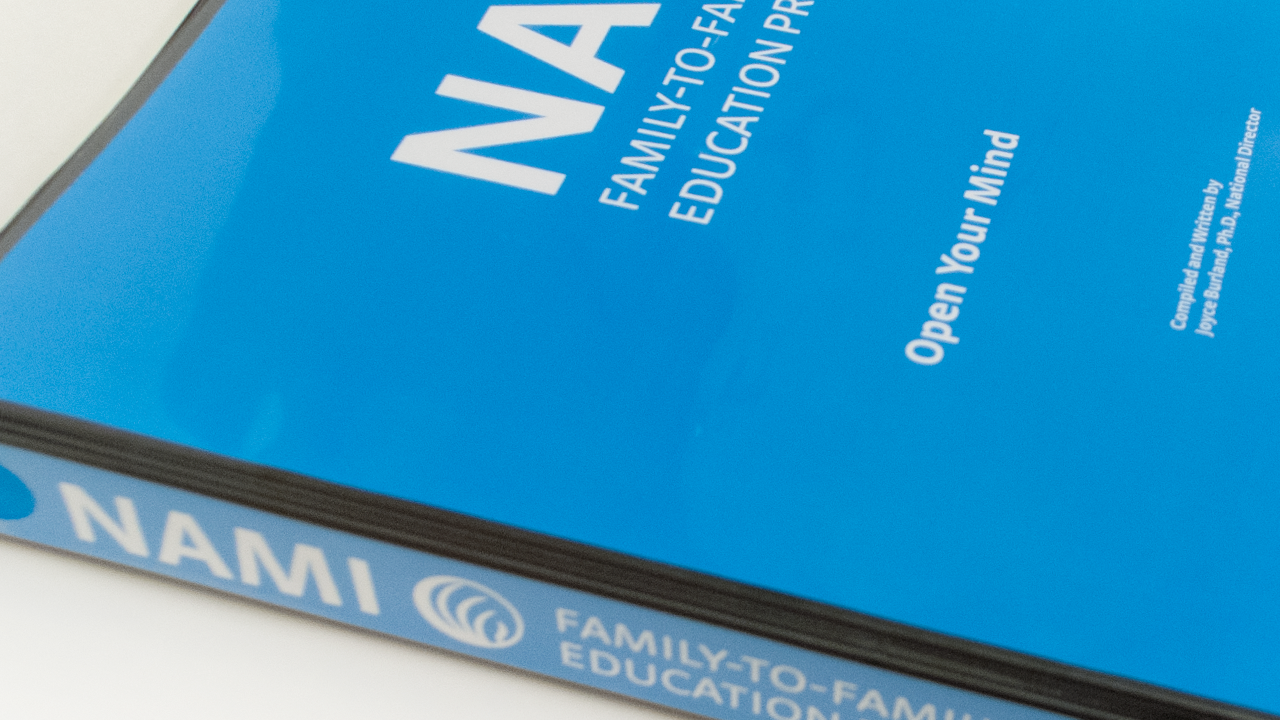 NA
FAMILY-TO-FA
EDUCATION PR
Open Your Mind
Compiled and Written by
Joyce Burland, Ph.D., National Director
NAMI
FAMILY-TO-FAMI
EDUCATION